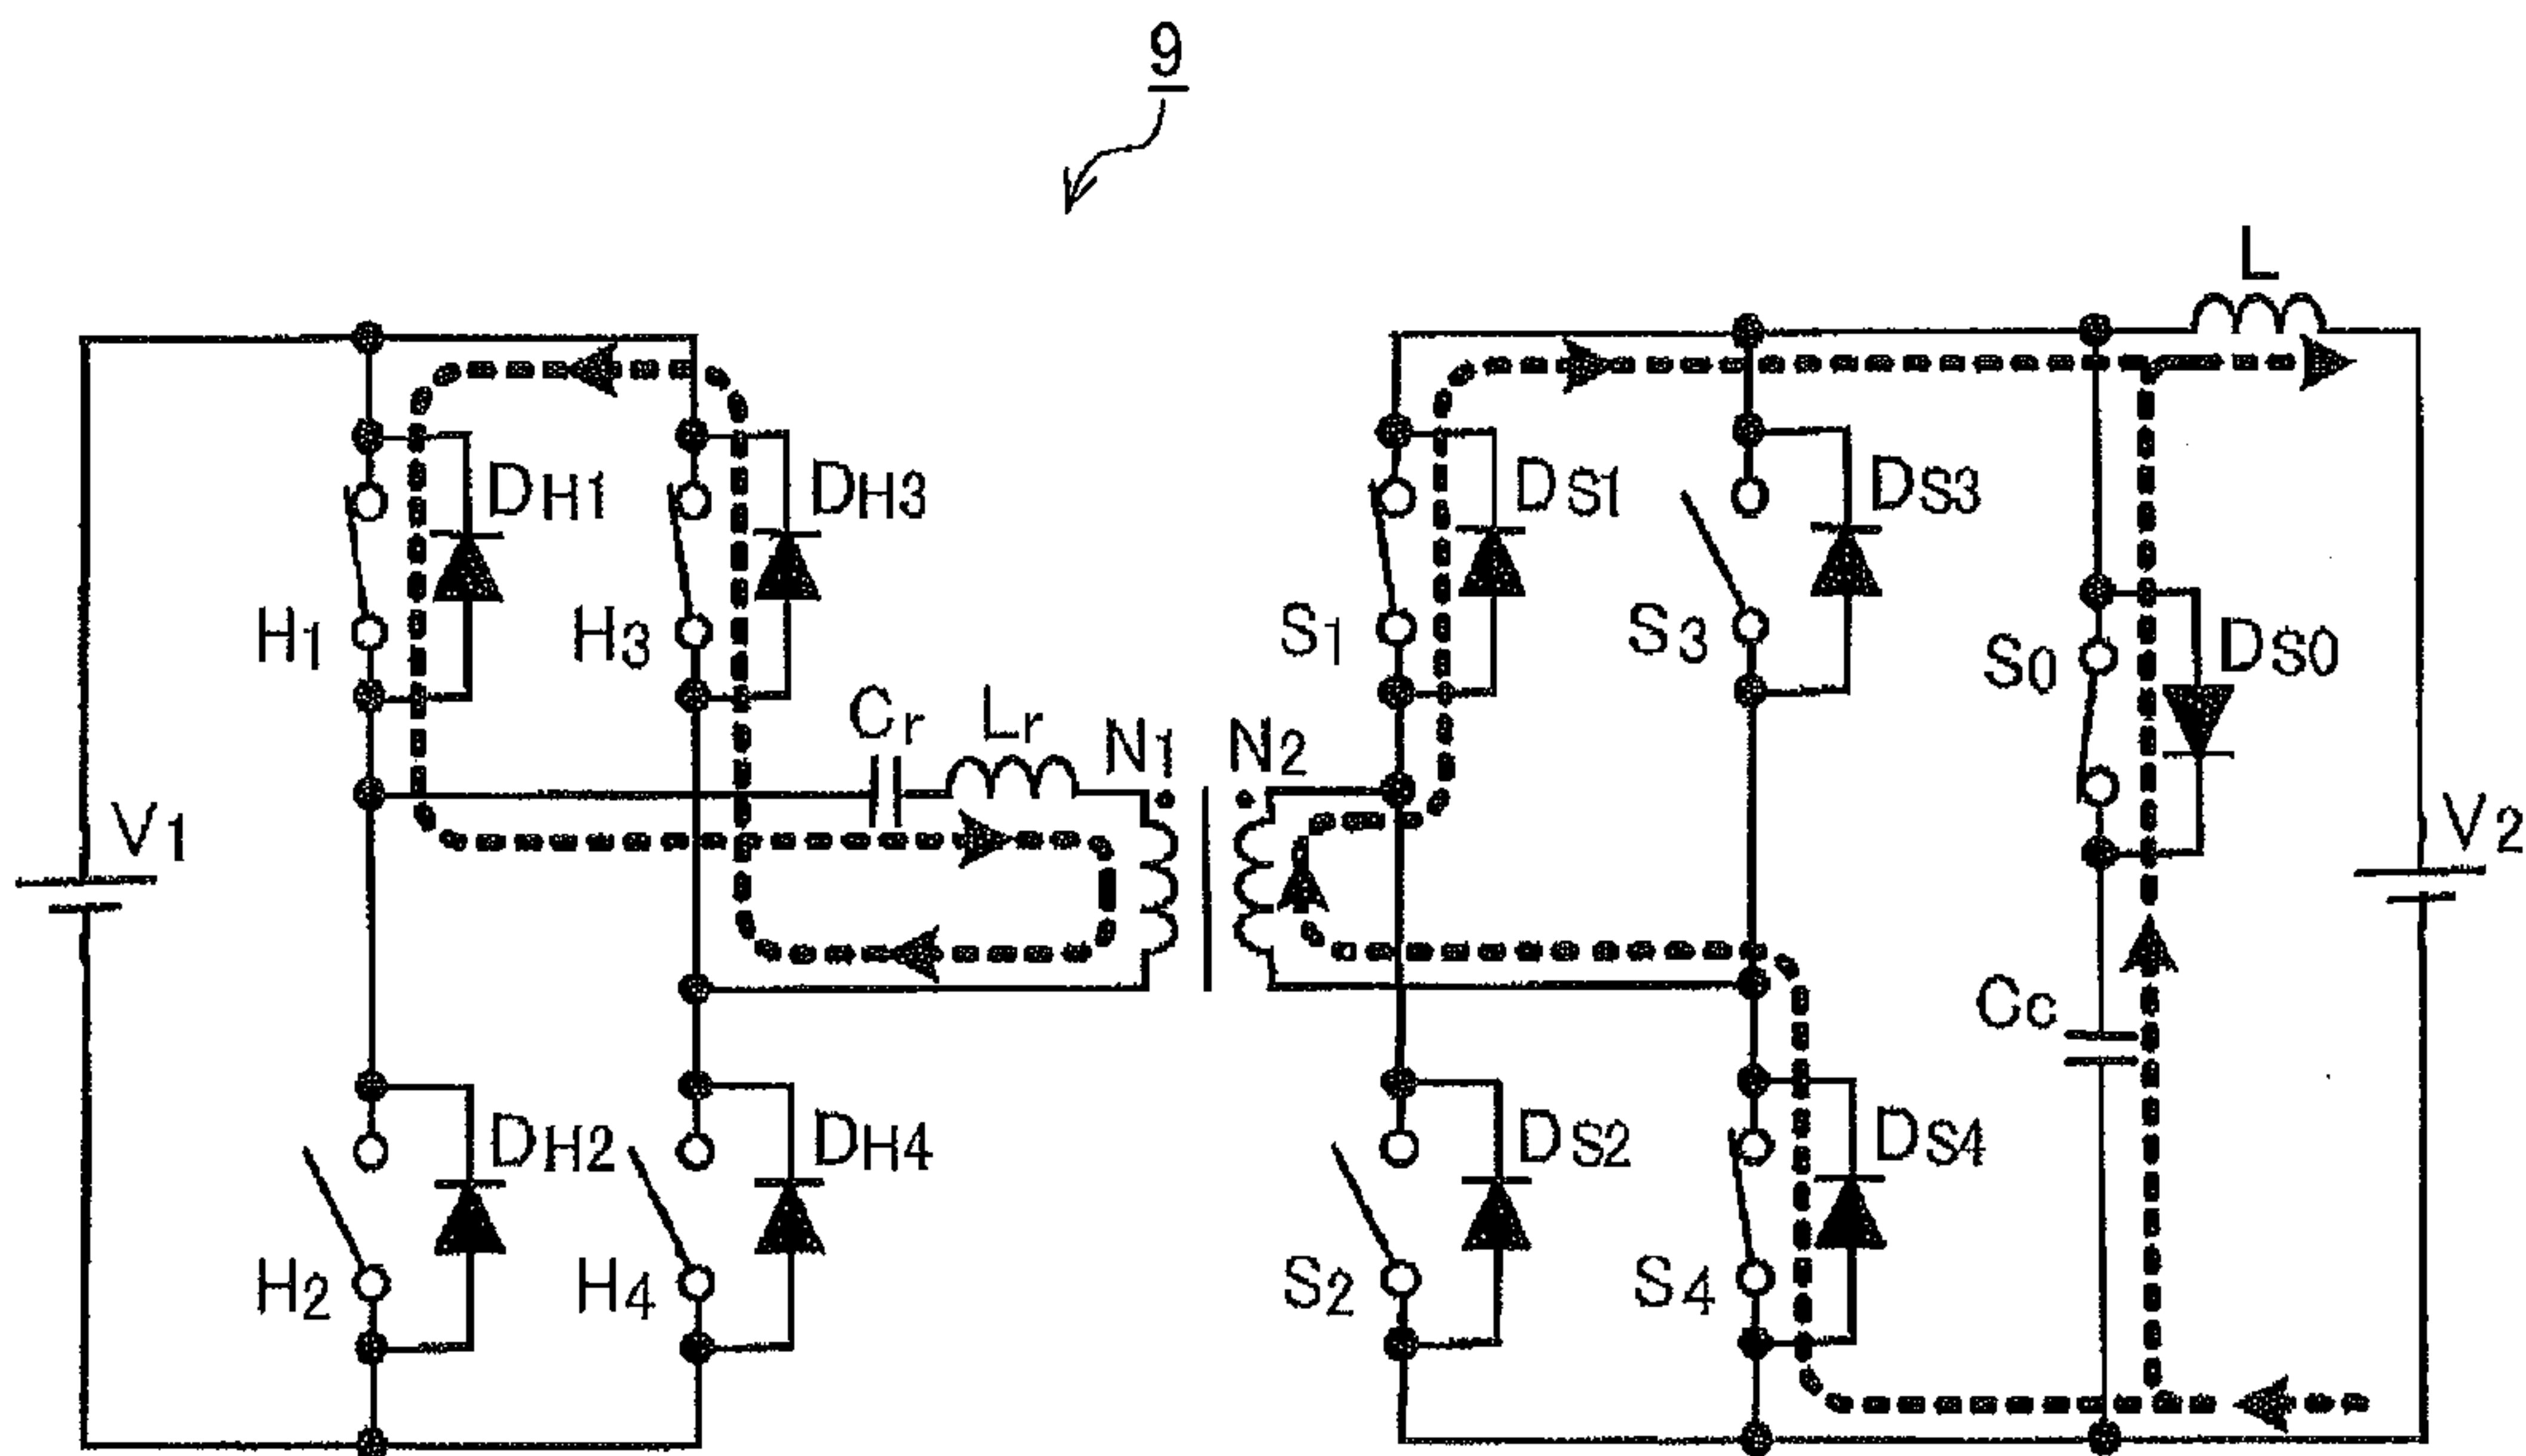 9
L
DH1
DH3
DS1
DS3
H1
H3
S1
S3
S0
DS0
Cr
Lr
N1
N2
V1
V2
Cc
DH2
DH4
DS2
DS4
H2
H4
S2
S4